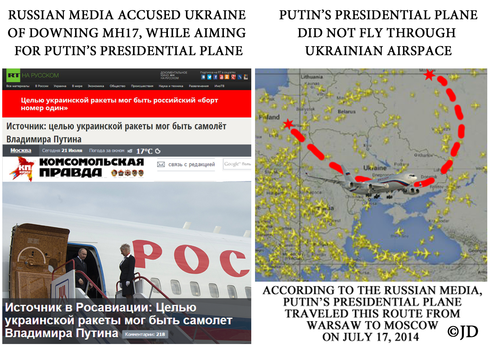 RUSSIAN MEDIA ACCUSED UKRAINE
OF DOWNING MH17, WHILE AIMING
FOR PUTIN'S PRESIDENTIAL PLANE
RT НА РУССКОМ
Целью украинской ракеты мог быть российский «борт
номер один»
Источник: целью украинской ракеты мог быть самолёт
Владимира Путина
Москва
17°C
КП КОМСОМОЛЬСКАЯ
ПРАВДА
связь с редакцией
РОС
Источник в Росавиации: Целью
украинской ракеты мог быть самолет
Владимира Путина
Комментарии: 218
PUTIN'S PRESIDENTIAL PLANE
DID NOT FLY THROUGH
UKRAINIAN AIRSPACE
Lithuania
Poland
Ukraine
ACCORDING TO THE RUSSIAN MEDIA,
PUTIN'S PRESIDENTIAL PLANE
TRAVELED THIS ROUTE FROM
WARSAW TO MOSCOW
ON JULY 17, 2014
©JD